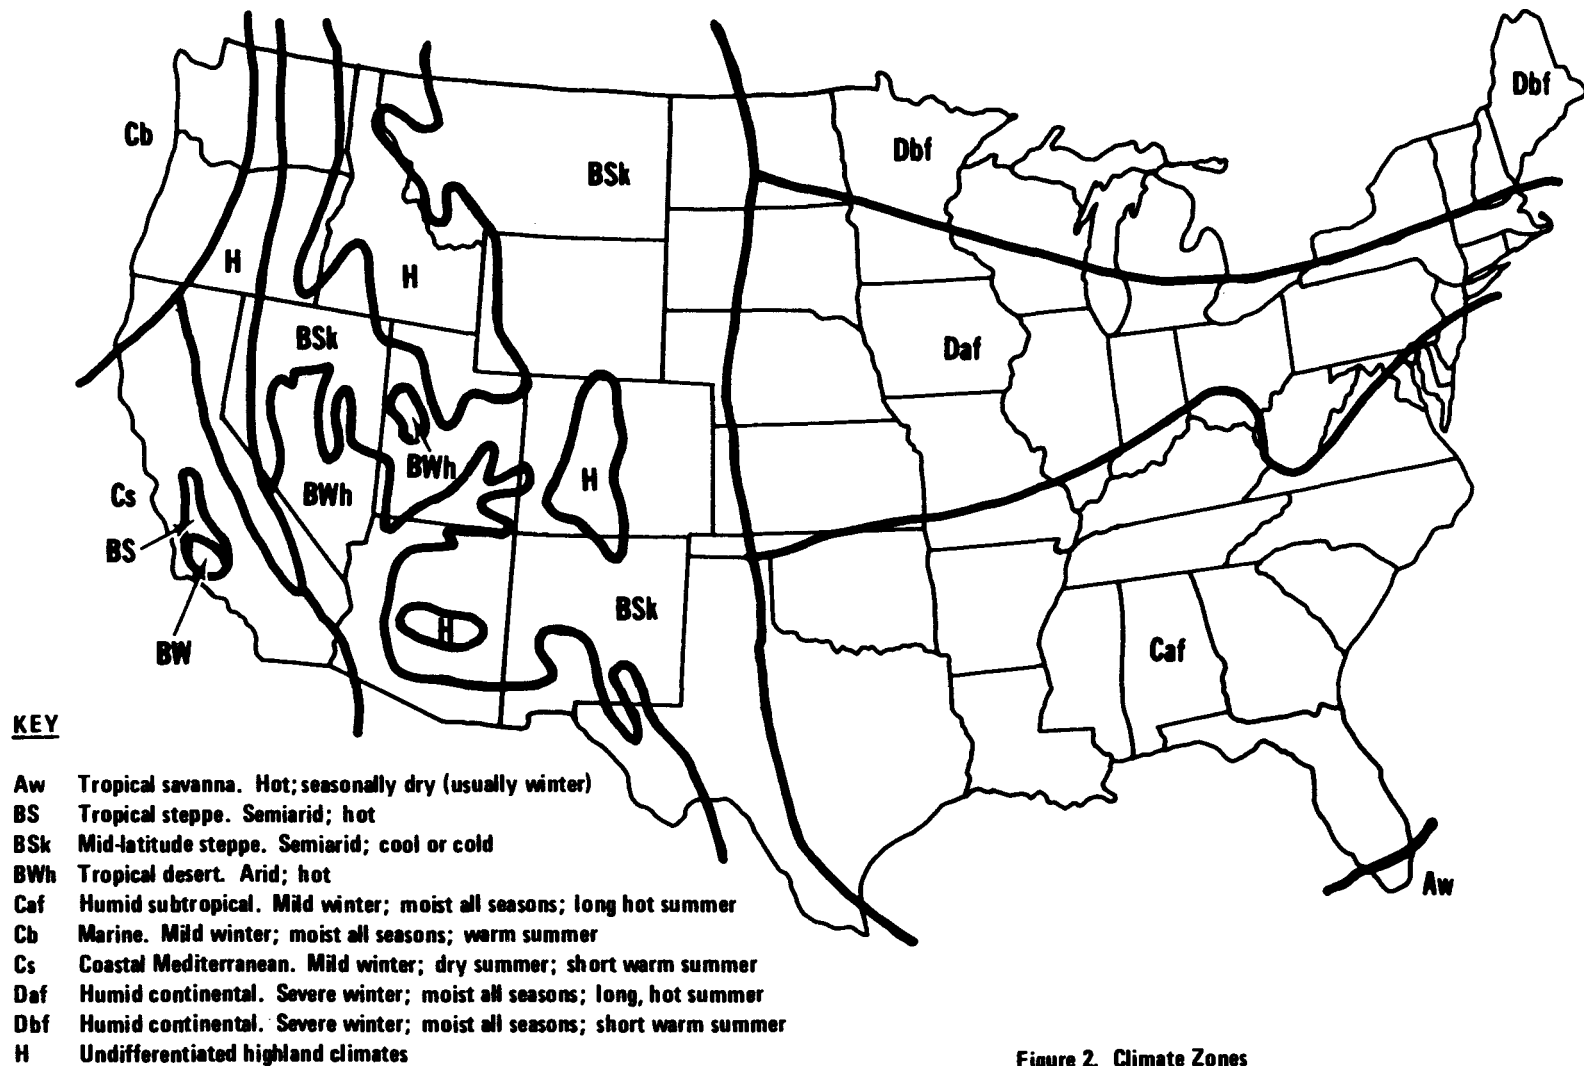 Dbf
Cb
Dbf
BSk
H
H
BSk
Daf
BWh
H
BWh
Cs
BS
BSk
H
BW
Caf
Aw
KEY
Aw Tropical savanna. Hot; seasonally dry (usually winter)
BS Tropical steppe. Semiarid; hot
BSk Mid-latitude steppe. Semiarid; cool or cold
BWh Tropical desert. Arid; hot
Caf Humid subtropical. Mild winter; moist all seasons; long hot summer
Cb Marine. Mild winter; moist all seasons; warm summer
Cs Coastal Mediterranean. Mild winter; dry summer; short warm summer
Daf Humid continental. Severe winter; moist all seasons; long, hot summer
Dbf Humid continental. Severe winter; moist all seasons; short warm summer
H Undifferentiated highland climates
Figure 2. Climate Zones